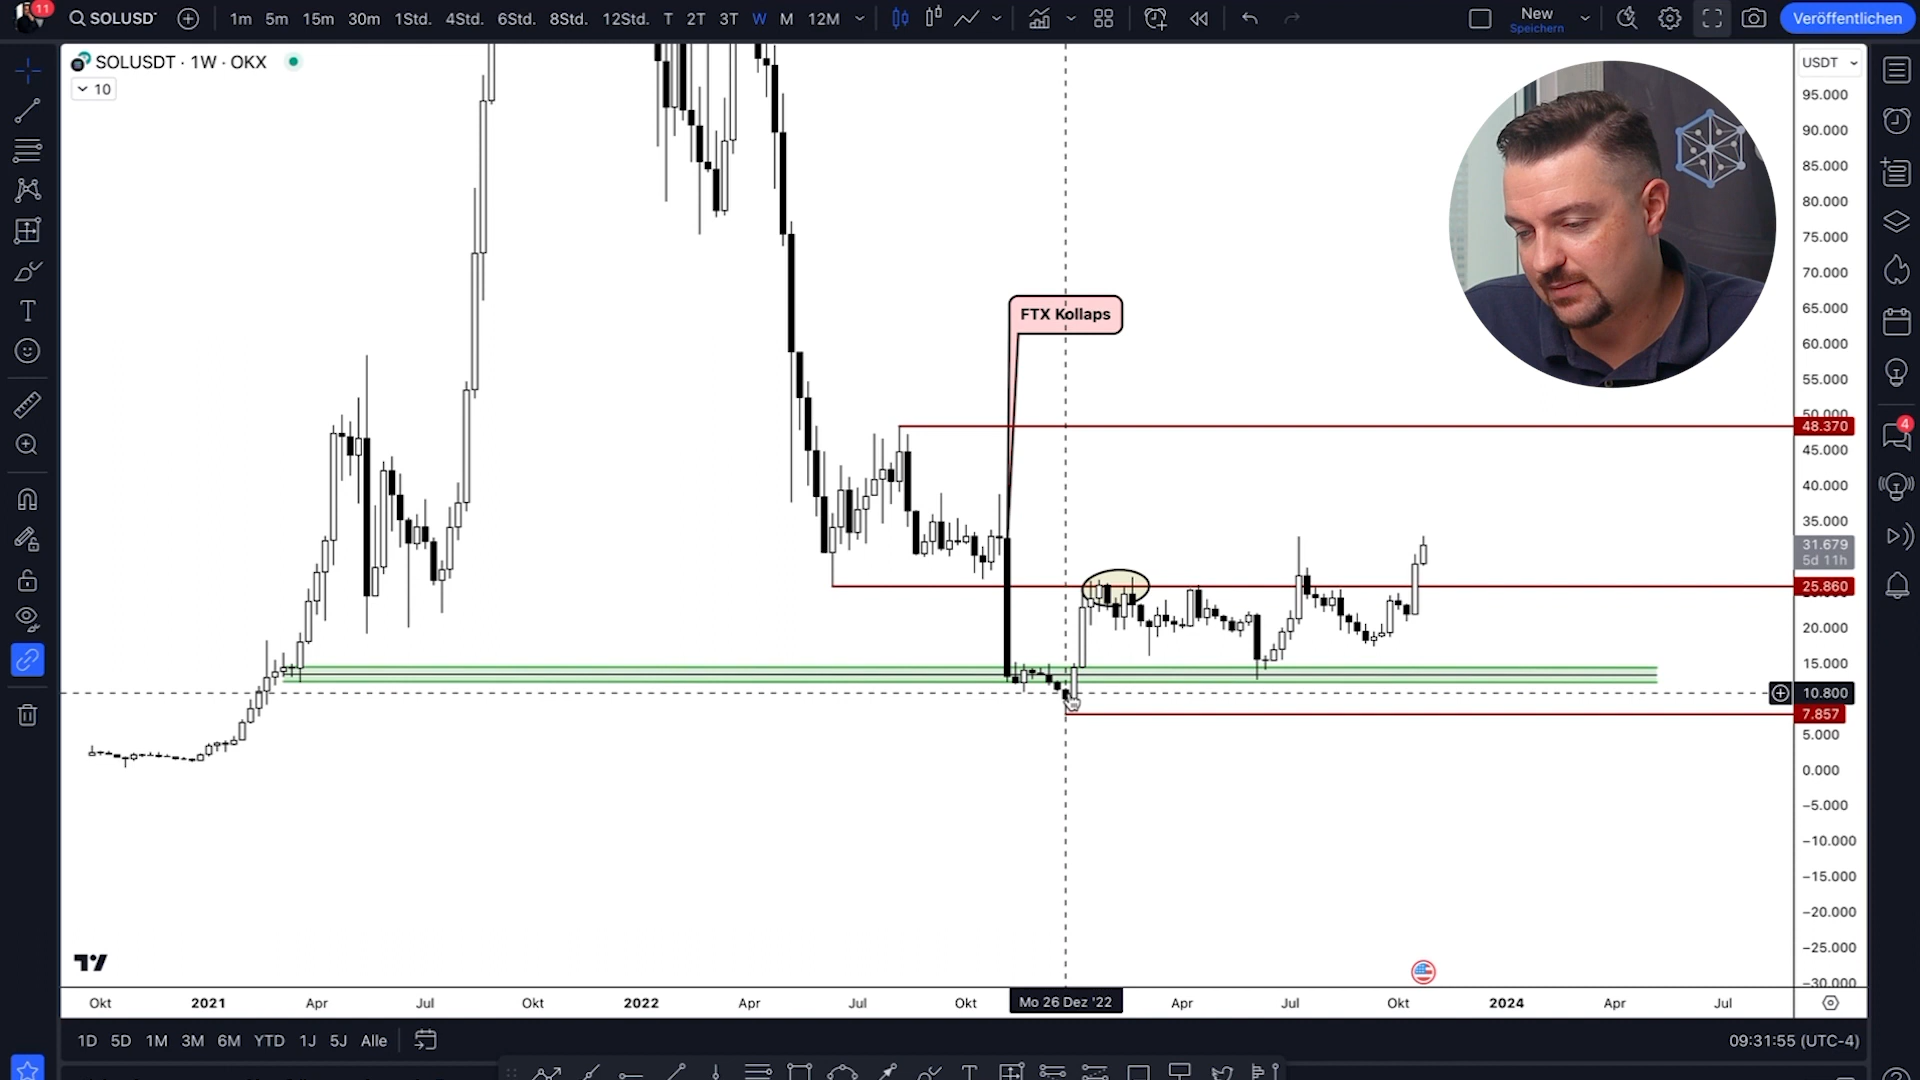 11
SOLUSDT
1m 5m 15m 30m 1Std. 4Std. 6Std. 8Std. 12Std. T 2T 3T W M 12M
New
Speichern
Veröffentlichen
SOLUSDT · 1W · OKX
10
USDT
95.000
90.000
85.000
80.000
75.000
70.000
65.000
60.000
55.000
50.000
48.370
45.000
40.000
35.000
31.679
5d 11h
25.860
20.000
15.000
10.800
7.857
5.000
0.000
−5.000
−10.000
−15.000
−20.000
−25.000
−30.000
FTX Kollaps
4
Okt 2021 Apr Jul Okt 2022 Apr Jul Okt Mo 26 Dez '22 Apr Jul Okt 2024 Apr Jul
1D 5D 1M 3M 6M YTD 1J 5J Alle
09:31:55 (UTC-4)